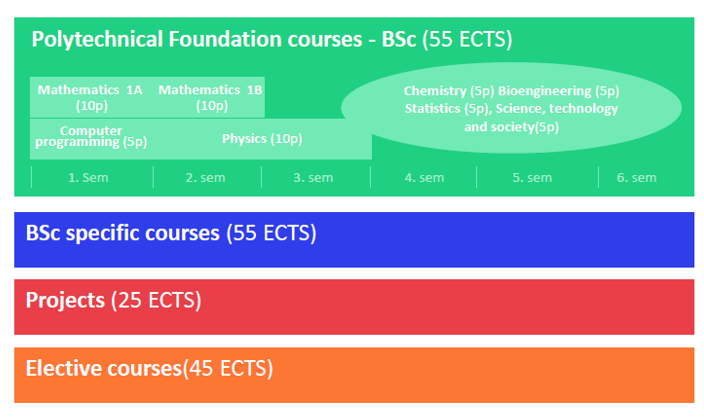 Polytechnical Foundation courses - BSc (55 ECTS)
Mathematics 1A
(10p)
Mathematics 1B
(10p)
Computer
programming (5p)
Physics (10p)
Chemistry (5p) Bioengineering (5p)
Statistics (5p), Science, technology
and society(5p)
1. Sem
2. sem
3. sem
4. sem
5. sem
6. sem
BSc specific courses (55 ECTS)
Projects (25 ECTS)
Elective courses(45 ECTS)